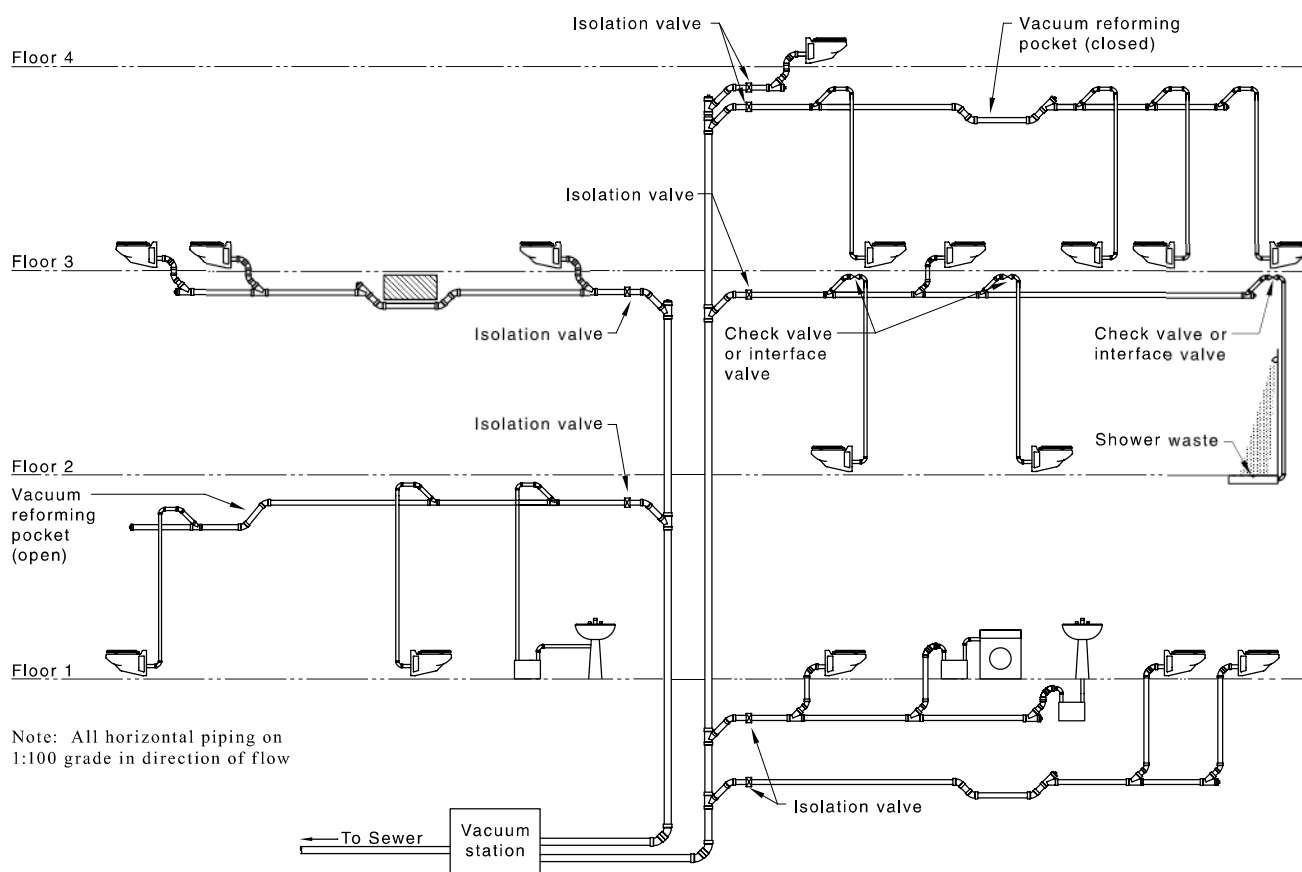 Isolation valve
Vacuum reforming
pocket (closed)
Floor 4
Isolation valve
Floor 3
Isolation valve
Check valve
or interface
valve
Check valve or
interface valve
Isolation valve
Shower waste
Floor 2
Vacuum
reforming
pocket
(open)
Floor 1
Note: All horizontal piping on
1:100 grade in direction of flow
Isolation valve
To Sewer
Vacuum
station